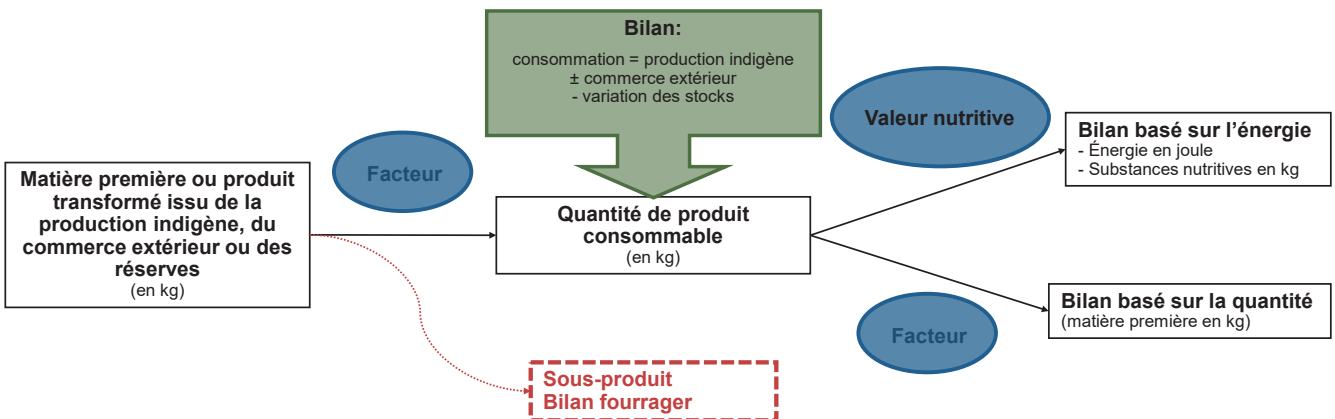 Bilan:
consommation = production indigène
± commerce extérieur
- variation des stocks
Valeur nutritive
Bilan basé sur l'énergie
- Énergie en joule
- Substances nutritives en kg
Facteur
Matière première ou produit
transformé issu de la
production indigène, du
commerce extérieur ou des
réserves
(en kg)
Quantité de produit
consommable
(en kg)
Bilan basé sur la quantité
(matière première en kg)
Facteur
Sous-produit
Bilan fourrager